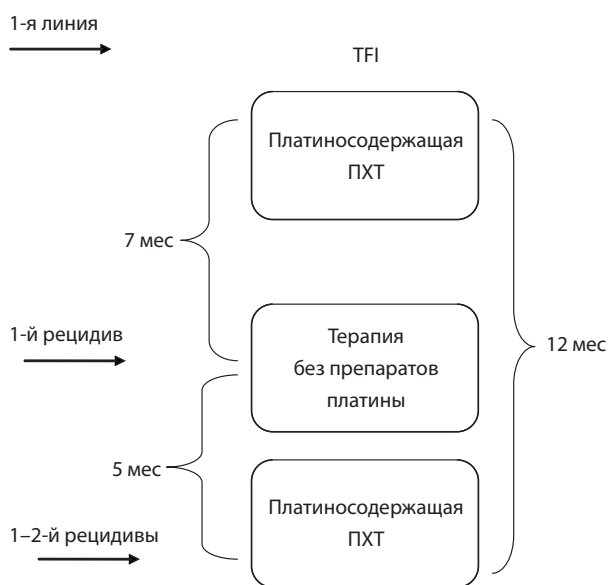 1-я линия
TFI
Платиносодержащая
ПХТ
7 мес
1-й рецидив
Терапия
без препаратов
платины
12 мес
5 мес
Платиносодержащая
ПХТ
1–2-й рецидивы